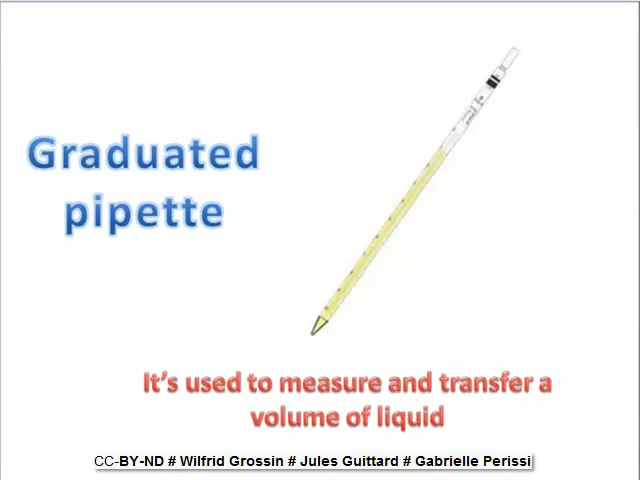 Graduated
pipette
It's used to measure and transfer a
volume of liquid
CC-BY-ND # Wilfrid Grossin # Jules Guittard # Gabrielle Perissi